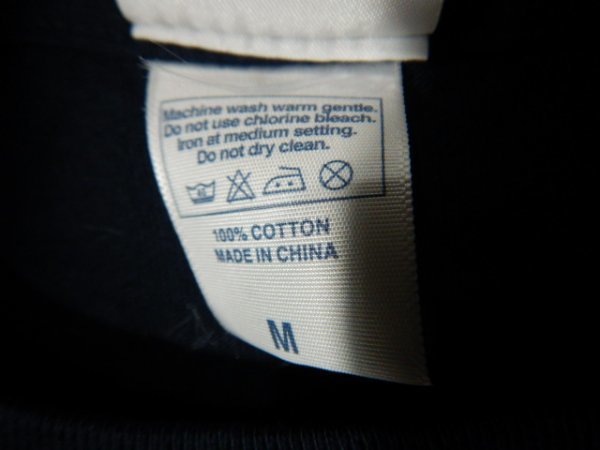 Machine wash warm gentle.
Do not use chlorine bleach.
Iron at medium setting.
Do not dry clean.
100% COTTON
MADE IN CHINA
M